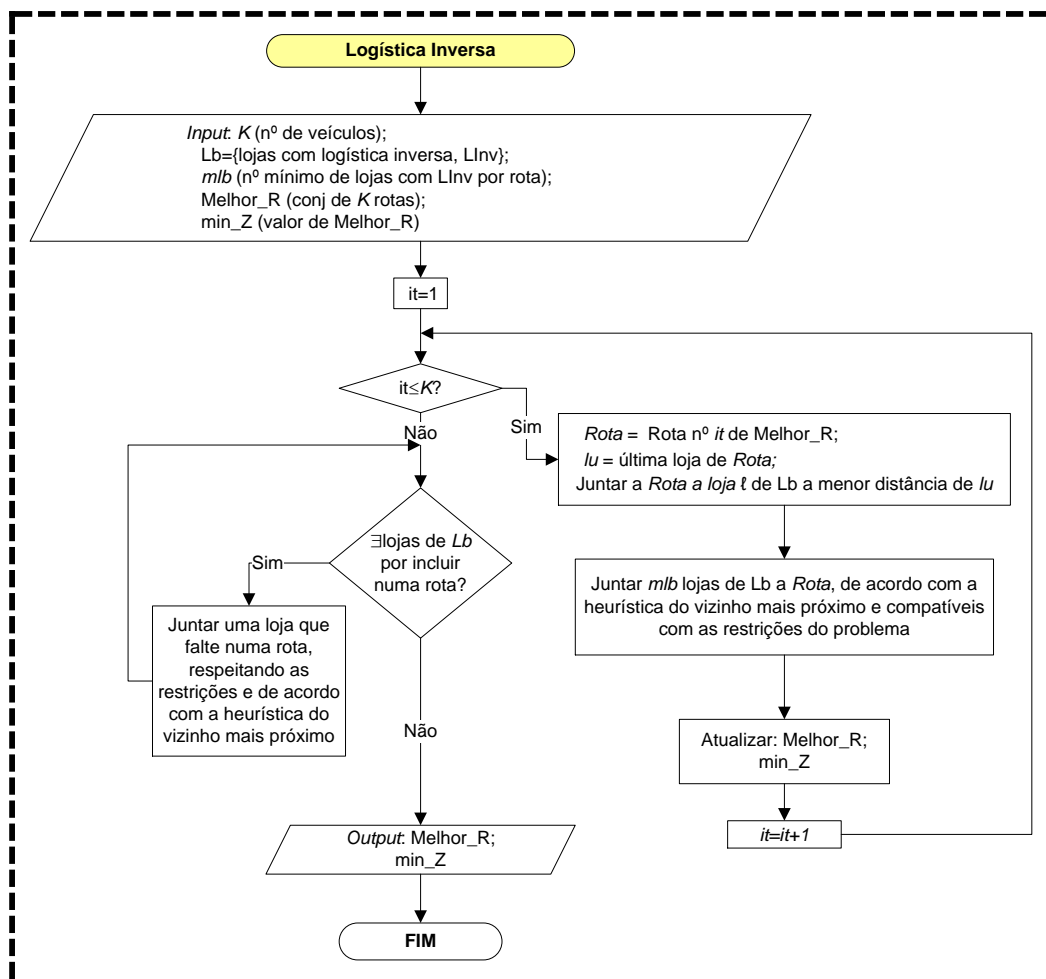 Logística Inversa
Input: K (nº de veículos);
Lb={lojas com logística inversa, LInv};
mlb (nº mínimo de lojas com LInv por rota);
Melhor_R (conj de K rotas);
min_Z (valor de Melhor_R)
it=1
it≤K?
Sim
Não
Rota = Rota nº it de Melhor_R;
lu = última loja de Rota;
Juntar a Rota a loja ℓ de Lb a menor distância de lu
Juntar mlb lojas de Lb a Rota, de acordo com a
heurística do vizinho mais próximo e compatíveis
com as restrições do problema
Atualizar: Melhor_R;
min_Z
it=it+1
∃lojas de Lb
por incluir
numa rota?
Sim
Juntar uma loja que
falte numa rota,
respeitando as
restrições e de acordo
com a heurística do
vizinho mais próximo
Não
Output: Melhor_R;
min_Z
FIM